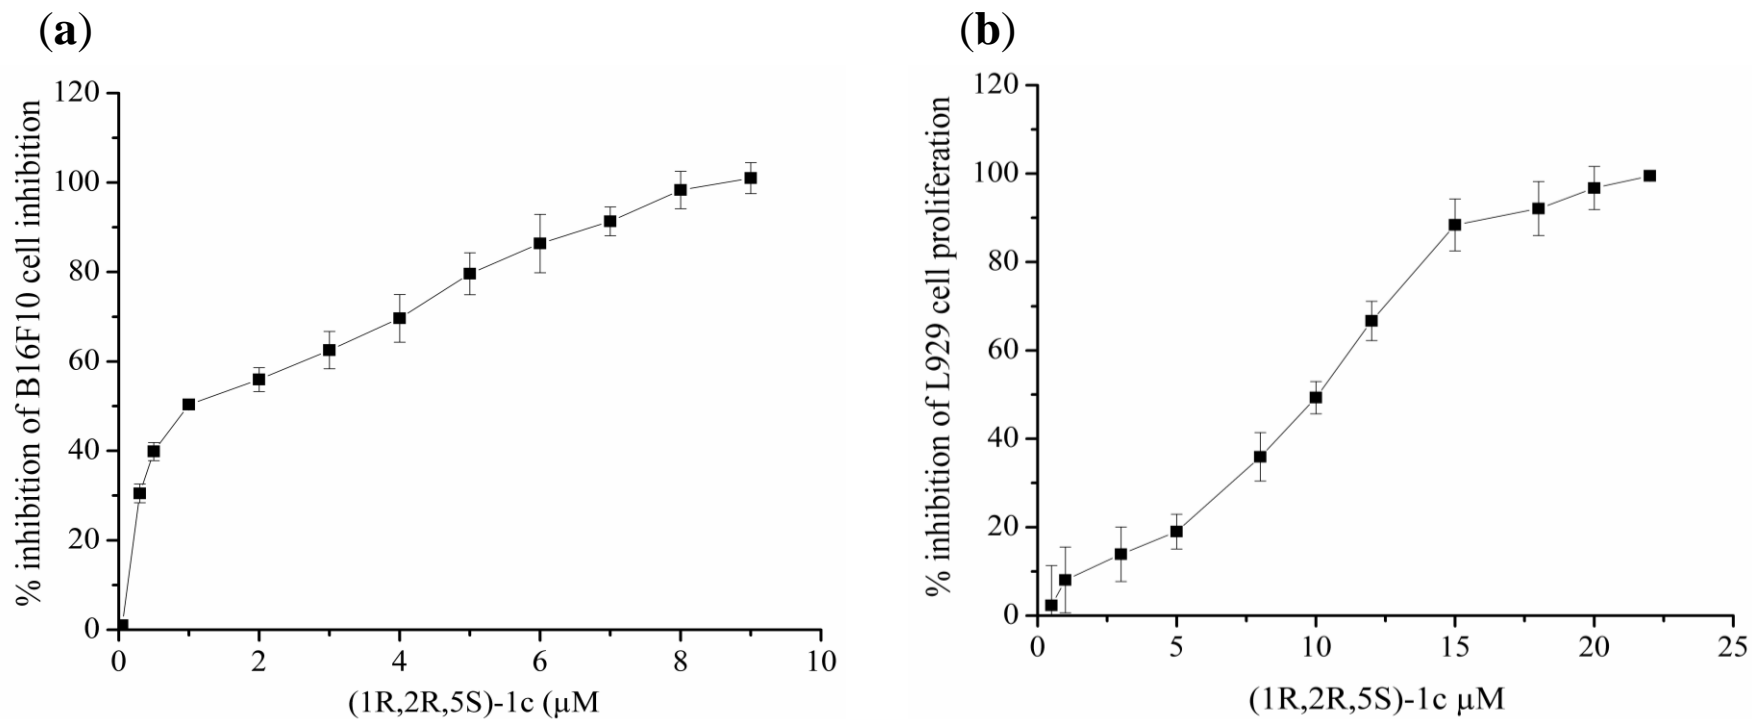 (a)
% inhibition of B16F10 cell inhibition
120
100
80
60
40
20
0
0 2 4 6 8 10
(1R,2R,5S)-1c (μM
(b)
% inhibition of L929 cell proliferation
120
100
80
60
40
20
0
0 5 10 15 20 25
(1R,2R,5S)-1c μM